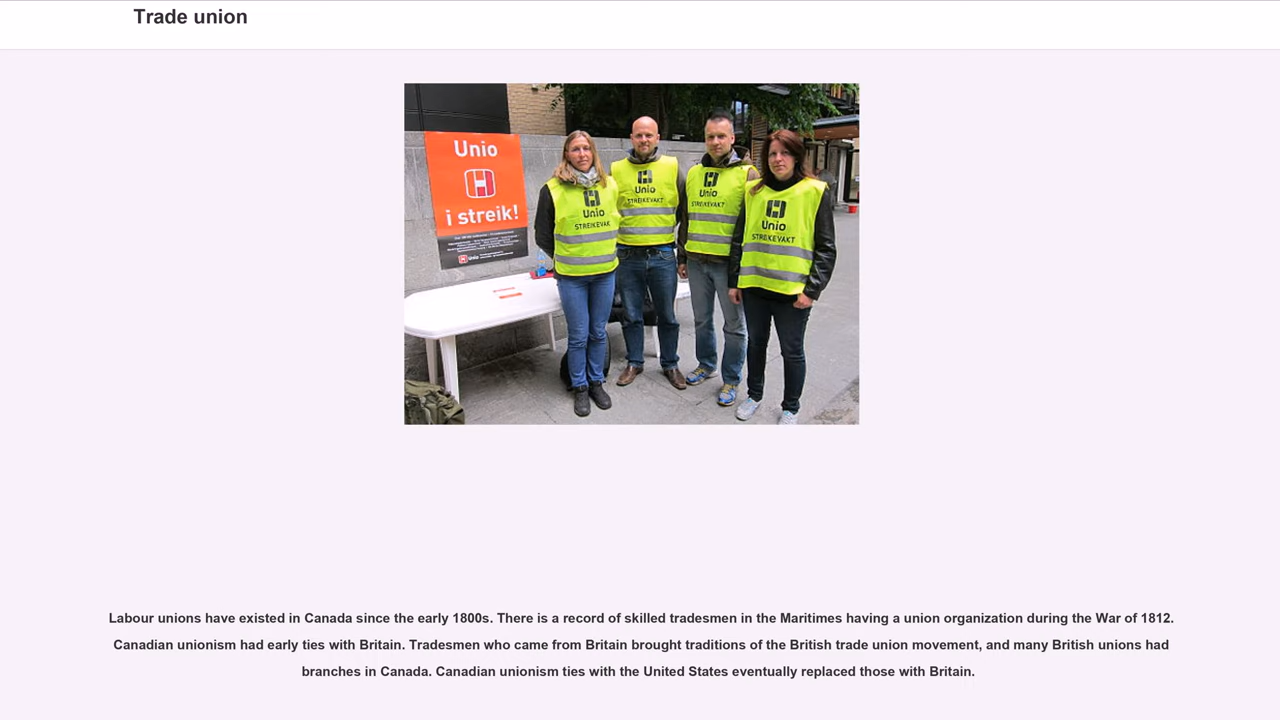 Trade union
Unio
i streik!
Unio
Unio
STREIKEVAK
Unio
STREIKEVAKT
Unio
STREIKEVAKT
Unio
STREIKEVAKT
Labour unions have existed in Canada since the early 1800s. There is a record of skilled tradesmen in the Maritimes having a union organization during the War of 1812.
Canadian unionism had early ties with Britain. Tradesmen who came from Britain brought traditions of the British trade union movement, and many British unions had
branches in Canada. Canadian unionism ties with the United States eventually replaced those with Britain.